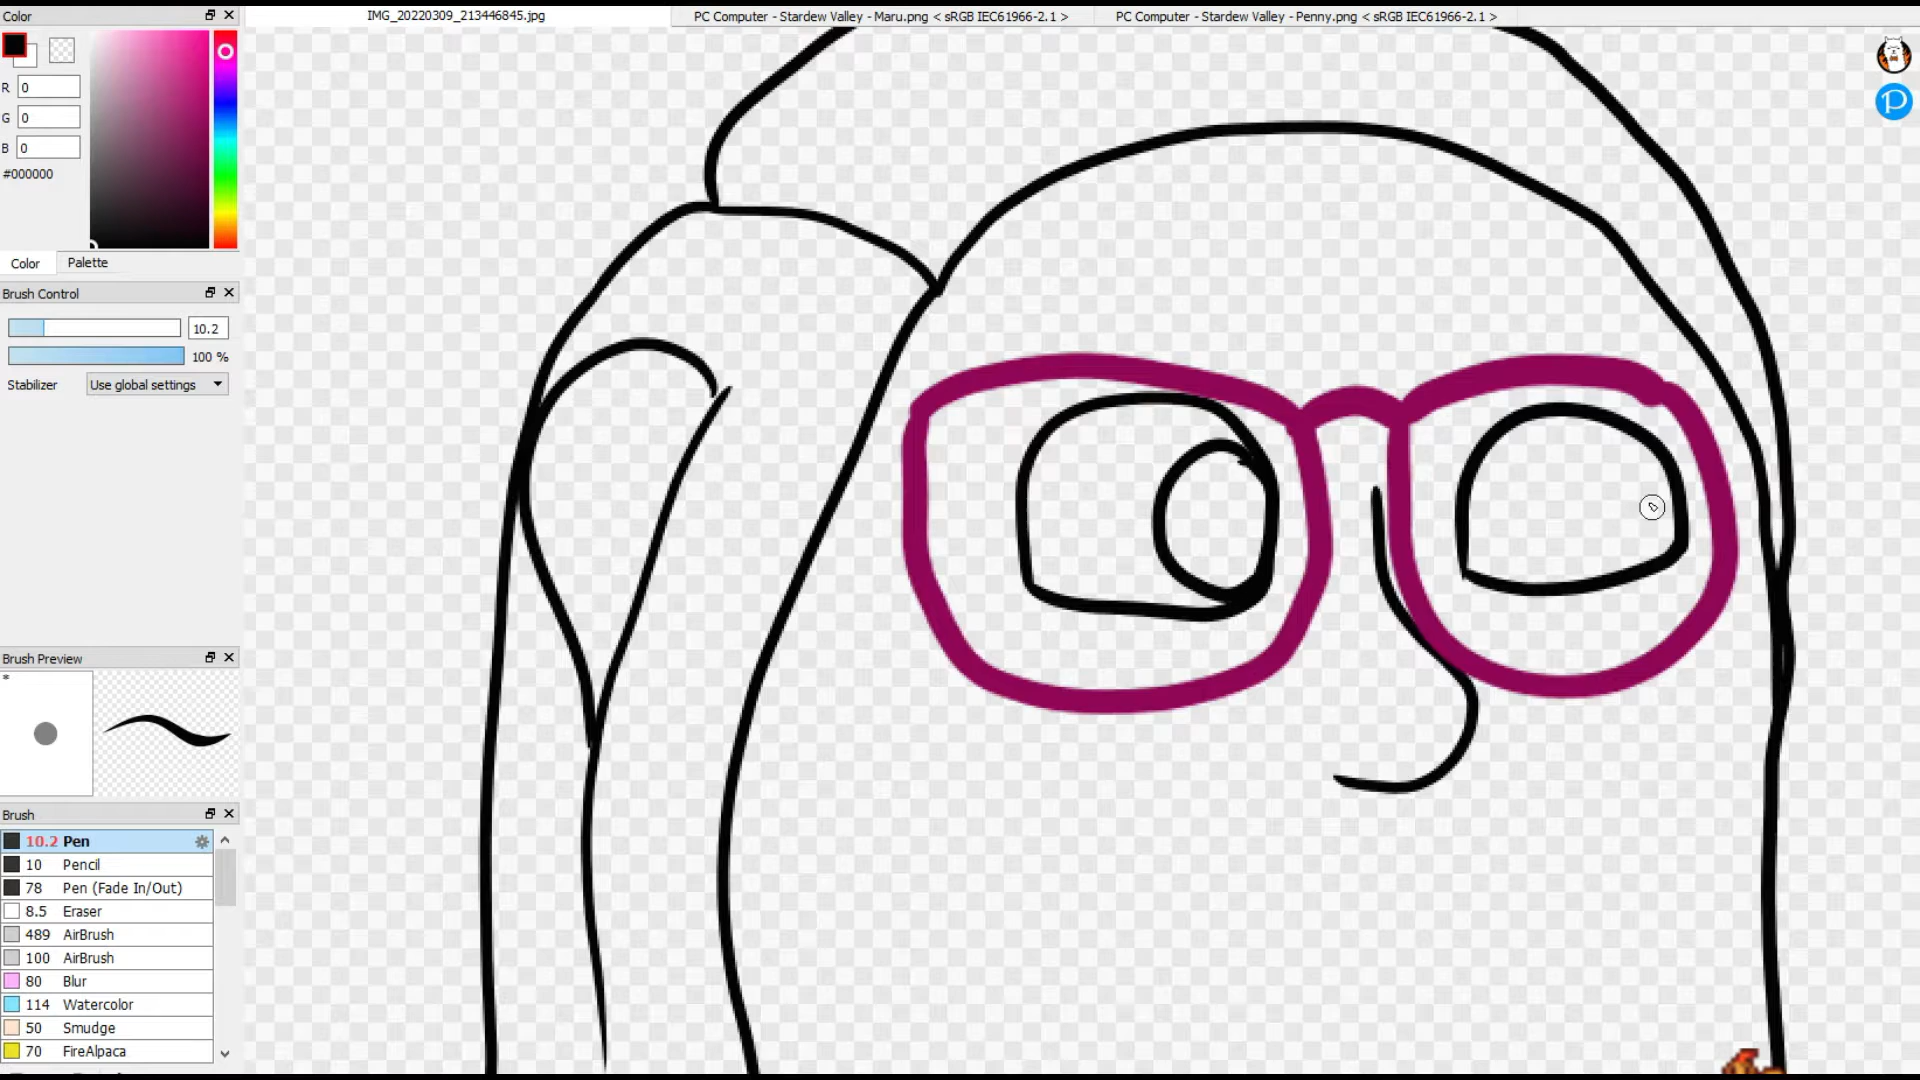 Color
IMG_20220309_213446845.jpg
PC Computer - Stardew Valley - Maru.png < sRGB IEC61966-2.1 >
PC Computer - Stardew Valley - Penny.png < sRGB IEC61966-2.1 >
R 0
G 0
B 0
#000000
Color Palette
Brush Control
10.2
100 %
Stabilizer Use global settings
Brush Preview
*
Brush
10.2 Pen
10 Pencil
78 Pen (Fade In/Out)
8.5 Eraser
489 AirBrush
100 AirBrush
80 Blur
114 Watercolor
50 Smudge
70 FireAlpaca
P